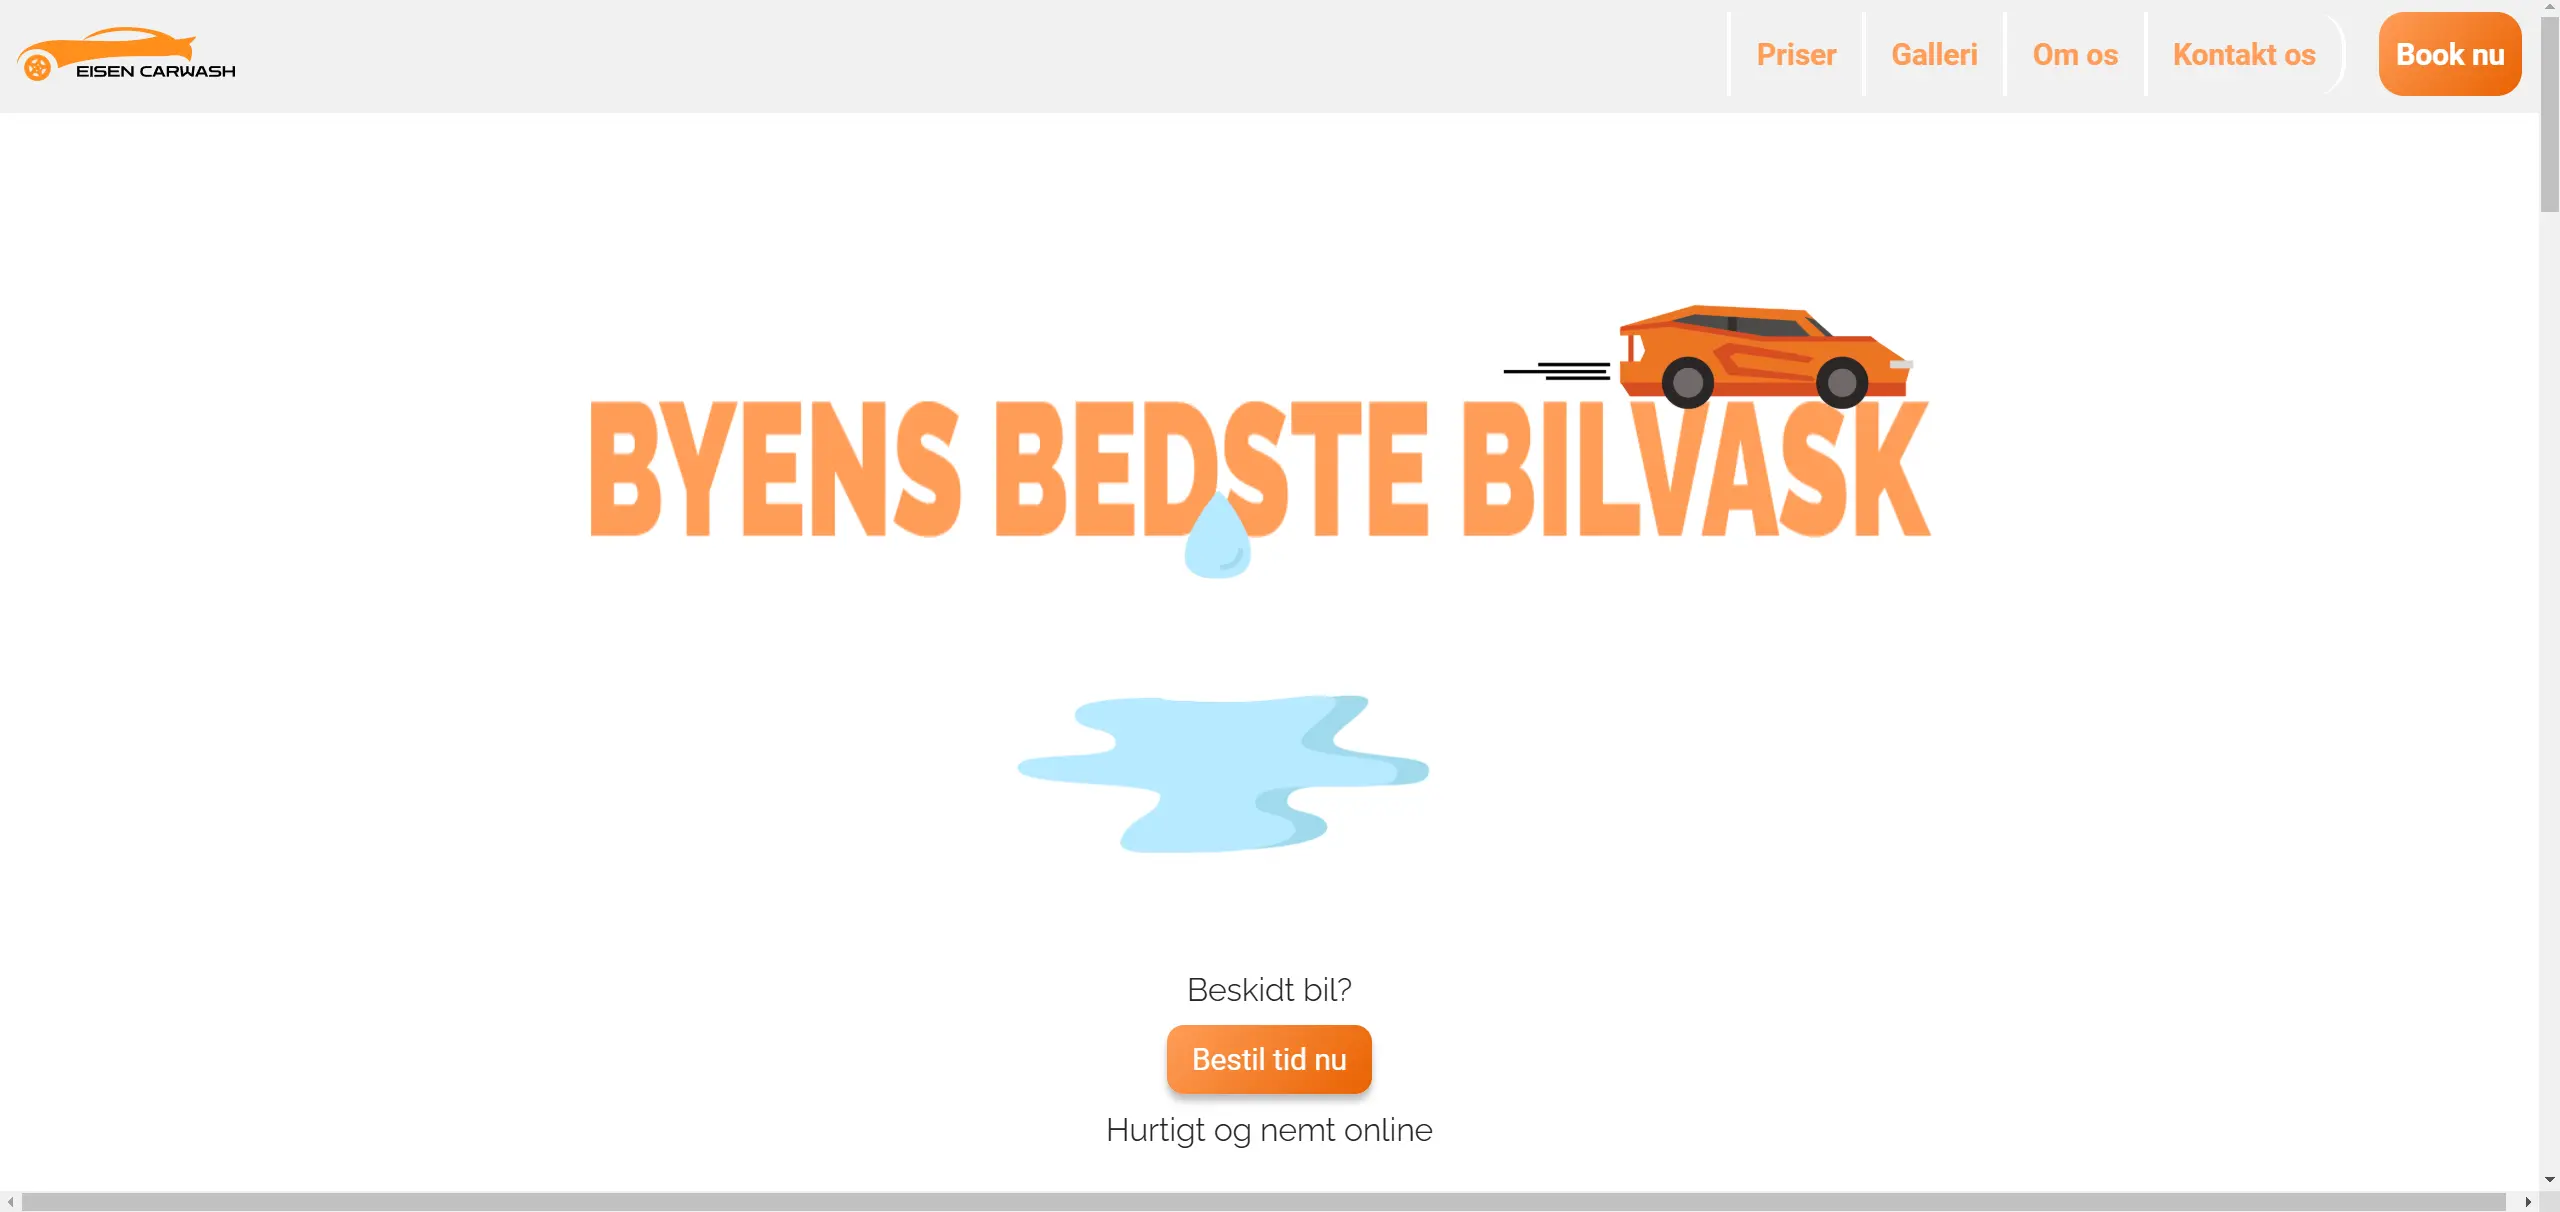 EISEN CARWASH
Priser
Galleri
Om os
Kontakt os
Book nu
BYENS BEDSTE BILVASK
Beskidt bil?
Bestil tid nu
Hurtigt og nemt online